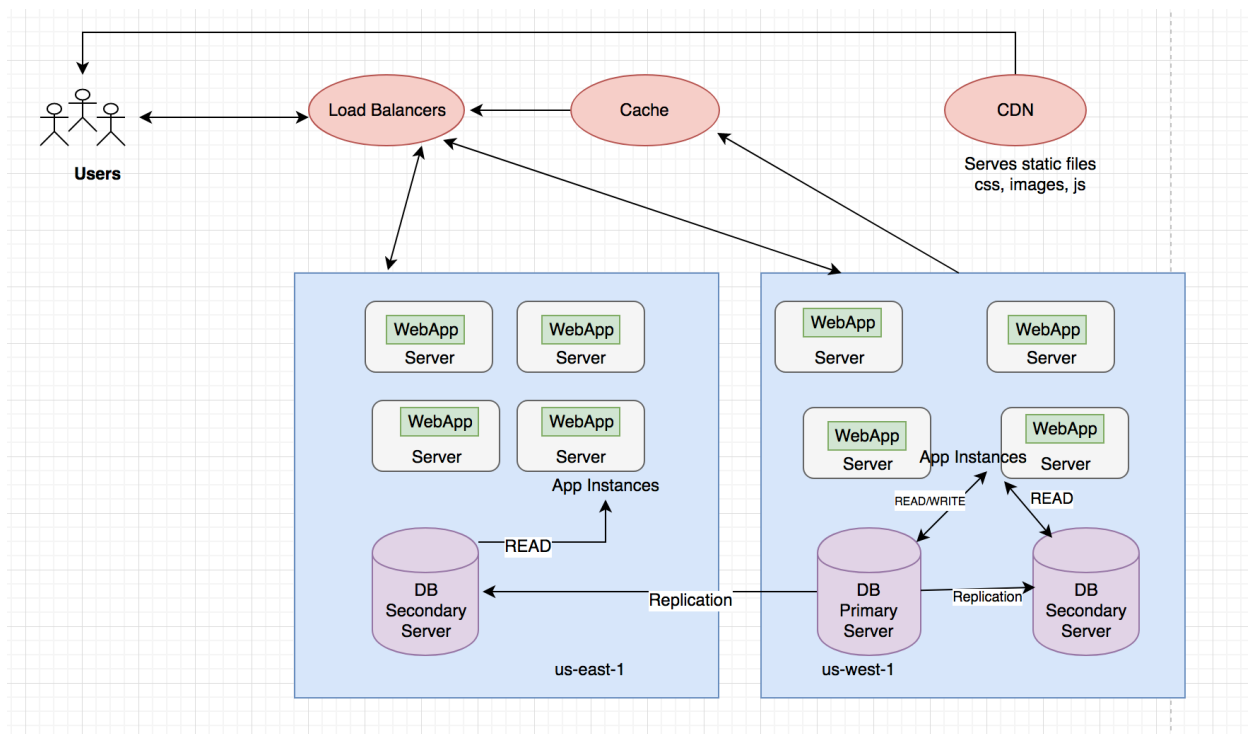 Load Balancers
Cache
CDN
Users
Serves static files
css, images, js
WebApp
Server
WebApp
Server
WebApp
Server
WebApp
Server
App Instances
READ
DB
Secondary
Server
us-east-1
Replication
WebApp
Server
WebApp
Server
WebApp
Server
WebApp
Server
App Instances
READ/WRITE
READ
DB
Primary
Server
Replication
DB
Secondary
Server
us-west-1